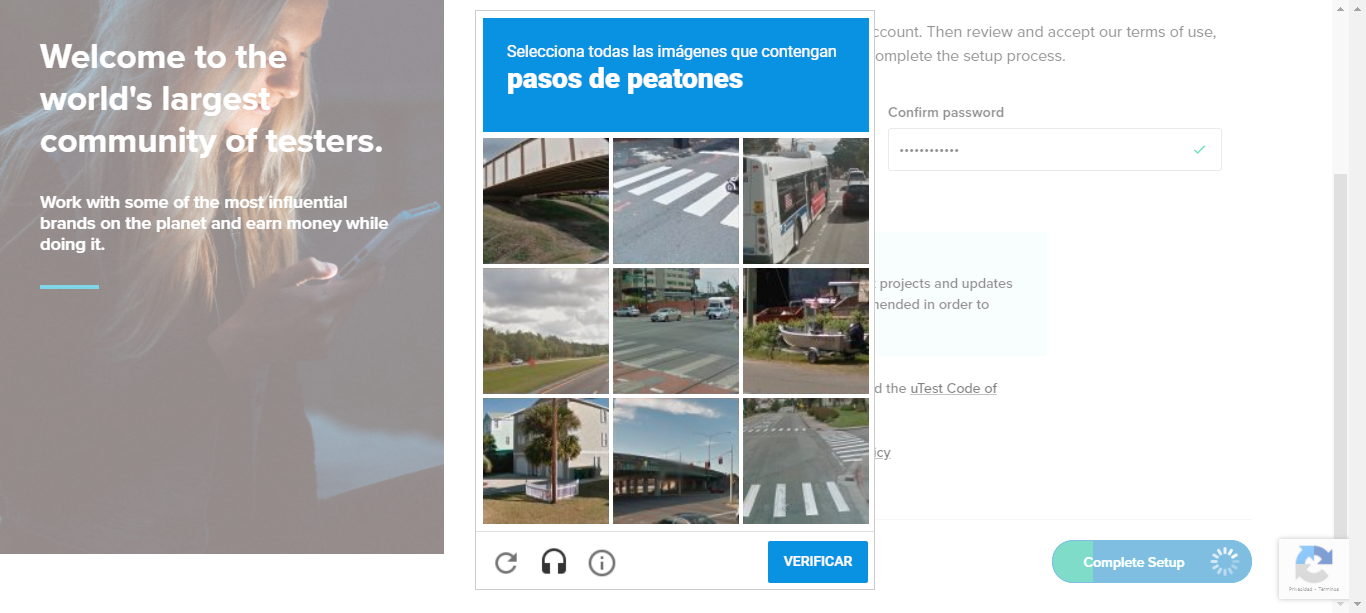 Welcome to the
world's largest
community of testers.
Work with some of the most influential
brands on the planet and earn money while
doing it.
Selecciona todas las imágenes que contengan
pasos de peatones
VERIFICAR
ccount. Then review and accept our terms of use,
omplete the setup process.
Confirm password
••••••••••••
projects and updates
nended in order to
d the uTest Code of
icy
Complete Setup
Privacidad - Términos